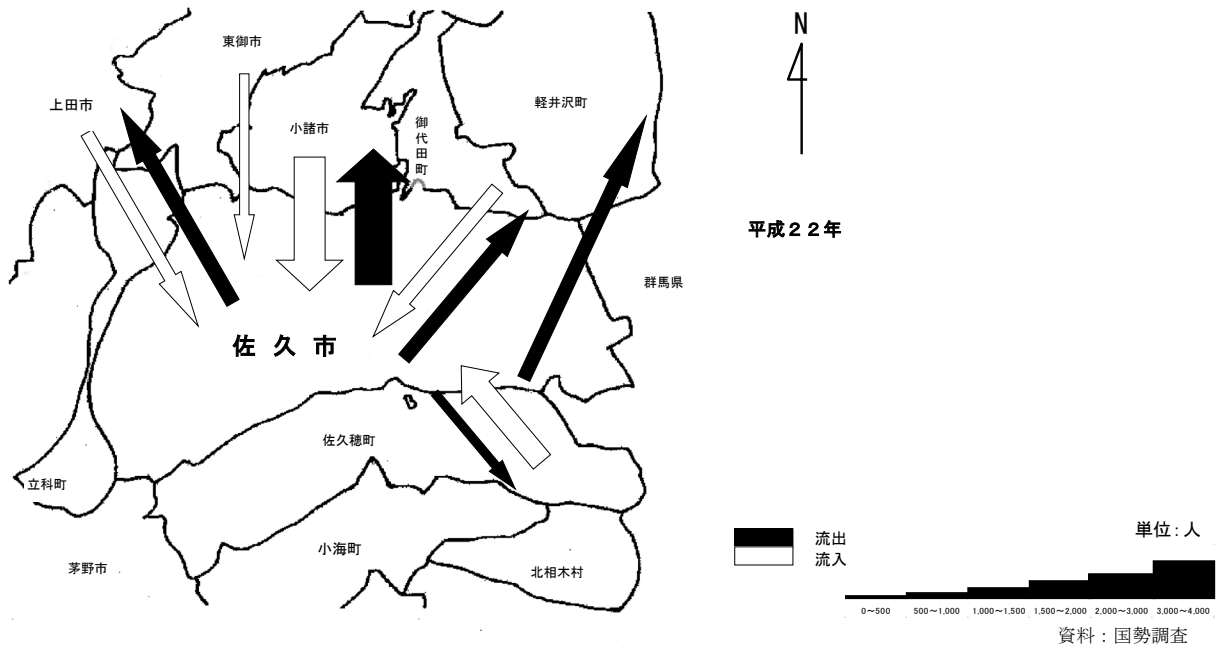 N
東御市
上田市
軽井沢町
小諸市
御代田町
平成22年
群馬県
佐久市
佐久穂町
立科町
小海町
茅野市
北相木村
流出
流入
単位:人
0~500
500~1,000
1,000~1,500
1,500~2,000
2,000~3,000
3,000~4,000
資料:国勢調査